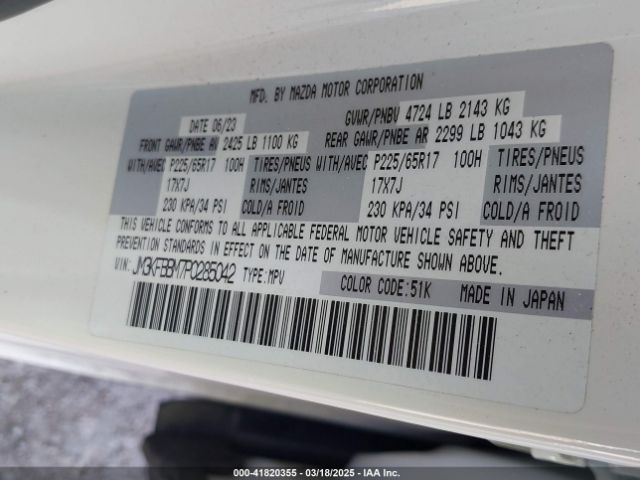 MFD. BY MAZDA MOTOR CORPORATION
DATE 06/23 GVWR/PNBV 4724 LB 2143 KG
FRONT GAWR/PNBE AV 2425 LB 1100 KG REAR GAWR/PNBE AR 2299 LB 1043 KG
WITH/AVEC P225/65R17 100H TIRES/PNEUS WITH/AVEC P225/65R17 100H TIRES/PNEUS
17X7J RIMS/JANTES 17X7J RIMS/JANTES
230 KPA/34 PSI COLD/A FROID 230 KPA/34 PSI COLD/A FROID
THIS VEHICLE CONFORMS TO ALL APPLICABLE FEDERAL MOTOR VEHICLE SAFETY AND THEFT
PREVENTION STANDARDS IN EFFECT ON THE DATE OF MANUFACTURE SHOWN ABOVE.
VIN: JM3KFBBM7P0285042 TYPE:MPV
COLOR CODE:51K MADE IN JAPAN
000-41820355 | 03/18/2025 | IAA Inc.